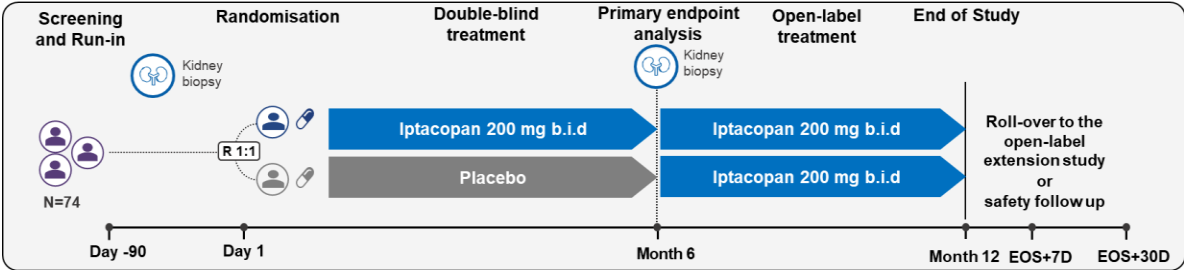 Screening
and Run-in
Randomisation
Double-blind
treatment
Primary endpoint
analysis
Open-label
treatment
End of Study
Kidney
biopsy
Kidney
biopsy
R 1:1
N=74
Iptacopan 200 mg b.i.d
Iptacopan 200 mg b.i.d
Placebo
Iptacopan 200 mg b.i.d
Roll-over to the
open-label
extension study
or
safety follow up
Day -90
Day 1
Month 6
Month 12
EOS+7D
EOS+30D